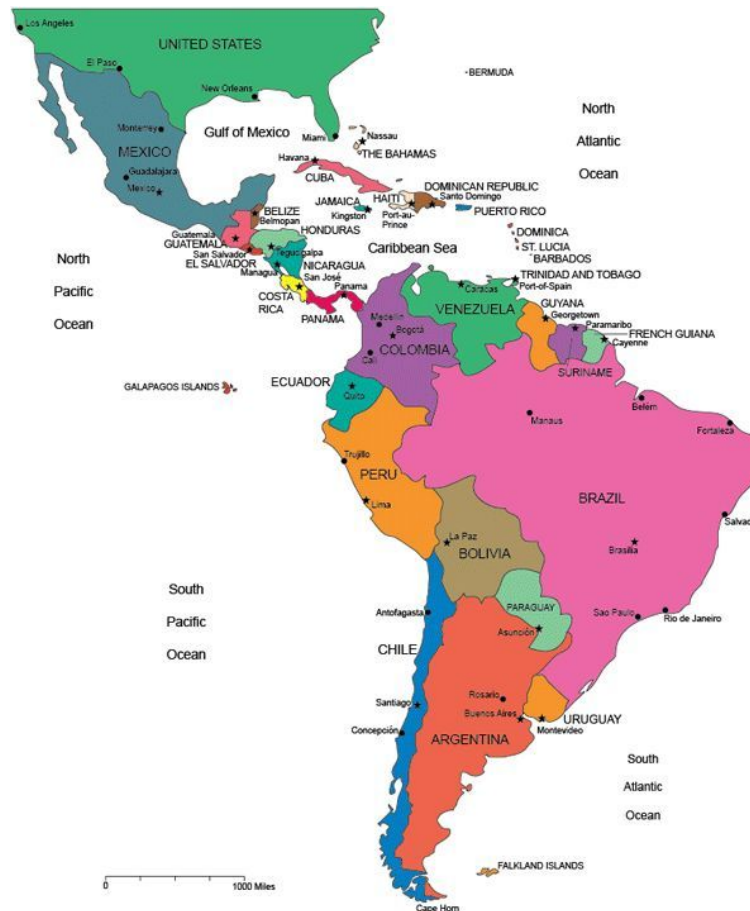 Los Angeles
UNITED STATES
El Paso
BERMUDA
New Orleans
North
Atlantic
Ocean
Monterrey
Gulf of Mexico
Miami
Nassau
THE BAHAMAS
MEXICO
Havana
CUBA
Guadalajara
Mexico
DOMINICAN REPUBLIC
HAITI
Santo Domingo
JAMAICA
Kingston
Port-au-
Prince
PUERTO RICO
BELIZE
Belmopan
HONDURAS
DOMINICA
Guatemala
GUATEMALA
Tegucigalpa
Caribbean Sea
ST. LUCIA
BARBADOS
San Salvador
EL SALVADOR
NICARAGUA
Managua
North
Pacific
Ocean
San José
Panama
COSTA
RICA
PANAMA
TRINIDAD AND TOBAGO
Port-of-Spain
Caracas
VENEZUELA
GUYANA
Georgetown
Paramaribo
FRENCH GUIANA
Cayenne
SURINAME
Medellin
Bogotá
COLOMBIA
Cali
GALAPAGOS ISLANDS
ECUADOR
Quito
Belém
Manaus
Fortaleza
Trujillo
PERU
Lima
BRAZIL
Salvad
La Paz
BOLIVIA
Brasilia
South
Pacific
Ocean
PARAGUAY
Antofagasta
Asunción
Sao Paulo
Rio de Janeiro
CHILE
Santiago
Rosario
Buenos Aires
URUGUAY
Montevideo
Concepción
ARGENTINA
South
Atlantic
Ocean
FALKLAND ISLANDS
0
1000 Miles
Cape Horn